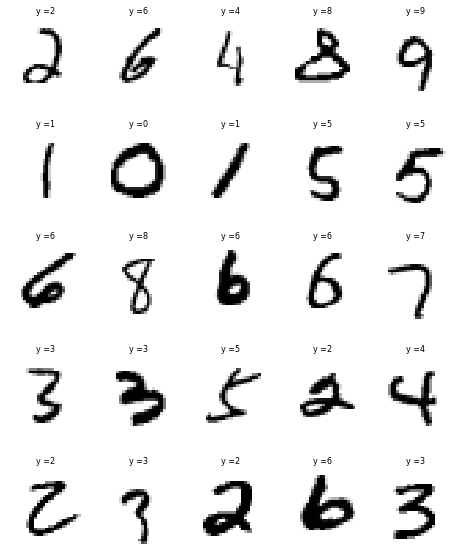 y =2 y =6 y =4 y =8 y =9
2 6 4 8 9
y =1 y =0 y =1 y =5 y =5
1 0 1 5 5
y =6 y =8 y =6 y =6 y =7
6 8 6 6 7
y =3 y =3 y =5 y =2 y =4
3 3 5 2 4
y =2 y =3 y =2 y =6 y =3
2 3 2 6 3